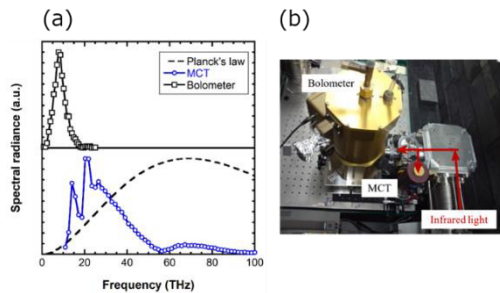 (a)
Planck's law
MCT
Bolometer
Spectral radiance (a.u.)
0
20
40
60
80
100
Frequency (THz)
(b)
Bolometer
MCT
Infrared light